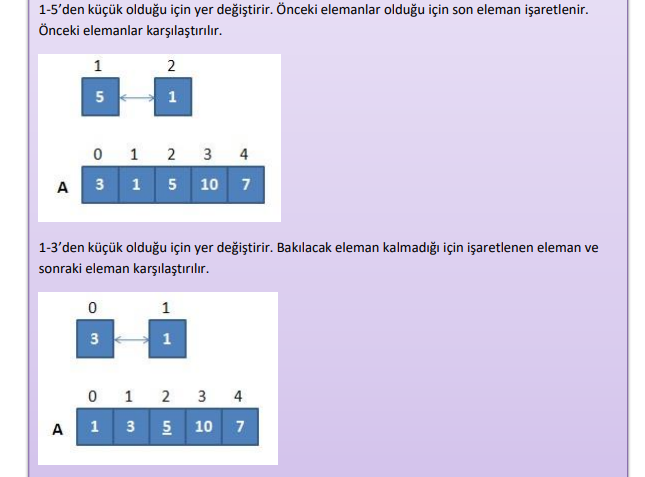 1-5’den küçük olduğu için yer değiştirir. Önceki elemanlar olduğu için son eleman işaretlenir.
Önceki elemanlar karşılaştırılır.
1 2
5 1
0 1 2 3 4
A 3 1 5 10 7
1-3’den küçük olduğu için yer değiştirir. Bakılacak eleman kalmadığı için işaretlenen eleman ve
sonraki eleman karşılaştırılır.
0 1
3 1
0 1 2 3 4
A 1 3 5 10 7